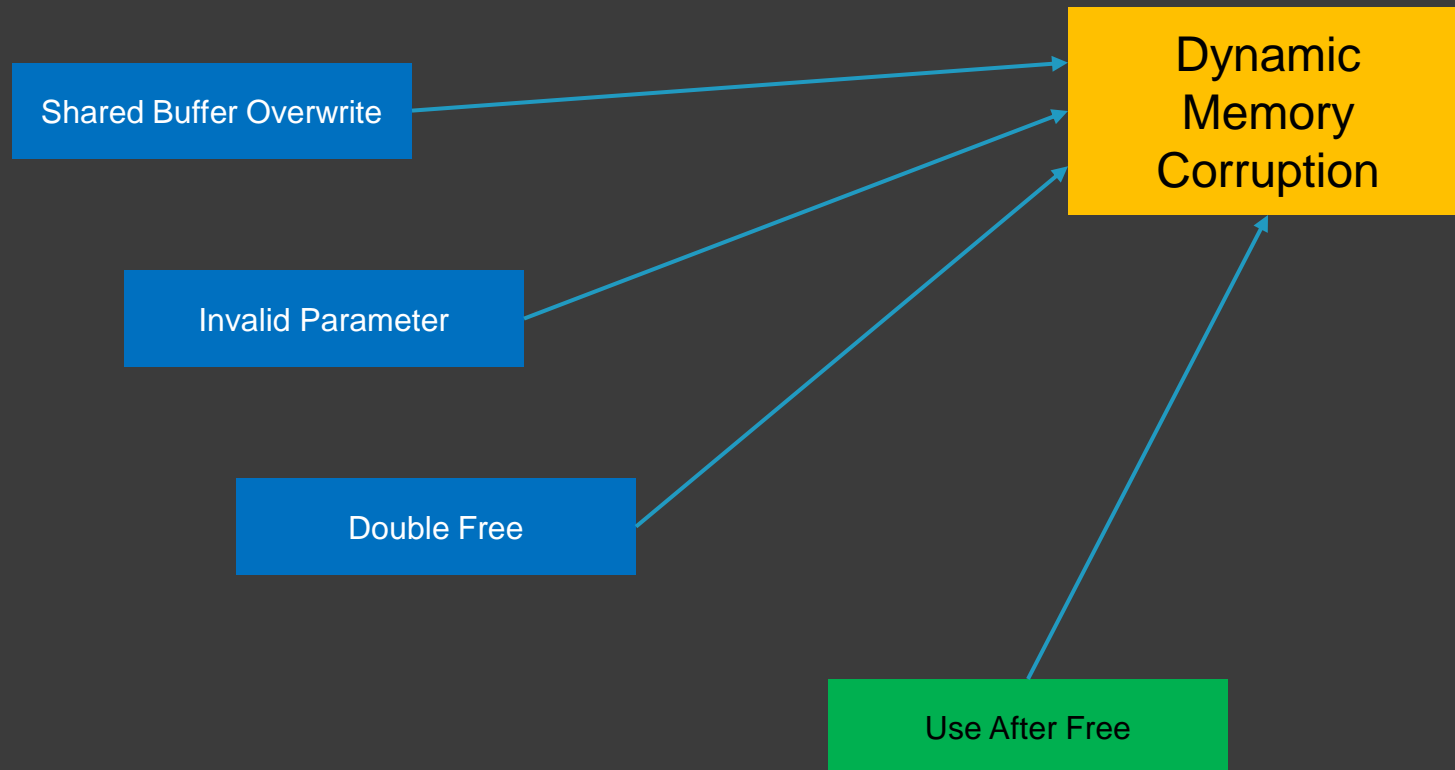 Dynamic
Memory
Corruption
Shared Buffer Overwrite
Invalid Parameter
Double Free
Use After Free